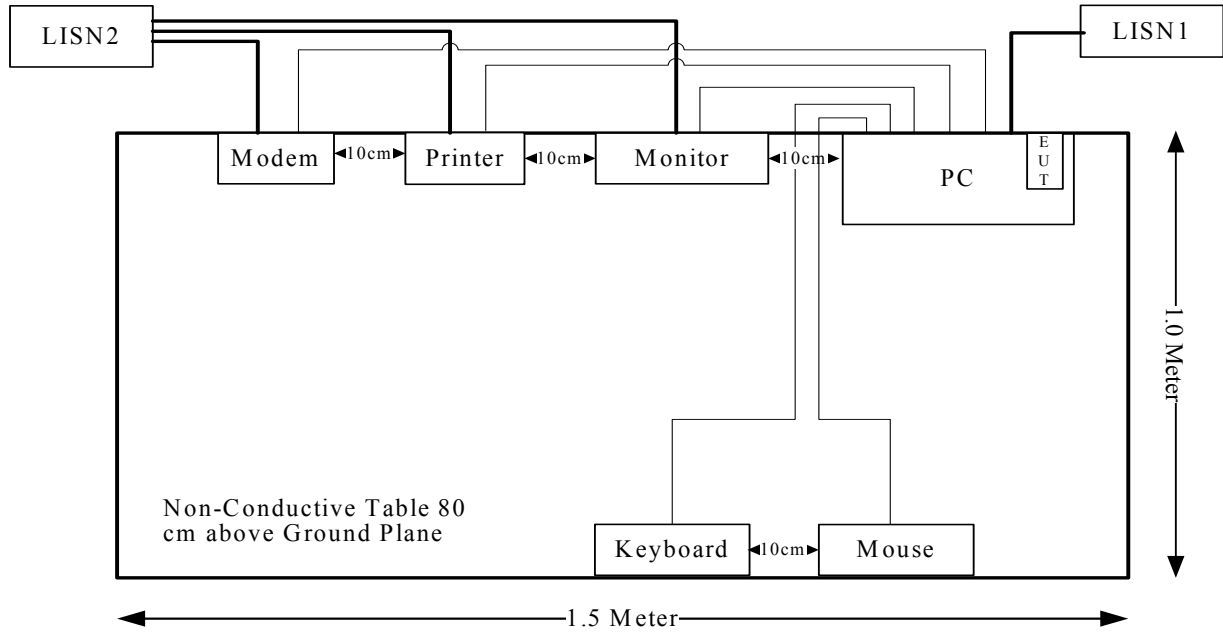 LISN2
LISN1
Modem
10cm
Printer
10cm
Monitor
10cm
PC
E
U
T
1.0 Meter
Non-Conductive Table 80
cm above Ground Plane
Keyboard
10cm
Mouse
1.5 Meter